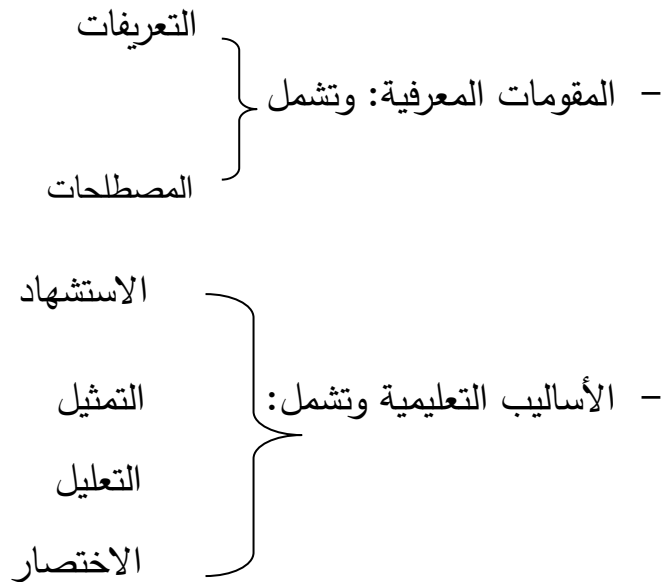 التعريفات
- المقومات المعرفية: وتشمل
المصطلحات
الاستشهاد
- الأساليب التعليمية وتشمل:
التمثيل
التعليل
الاختصار